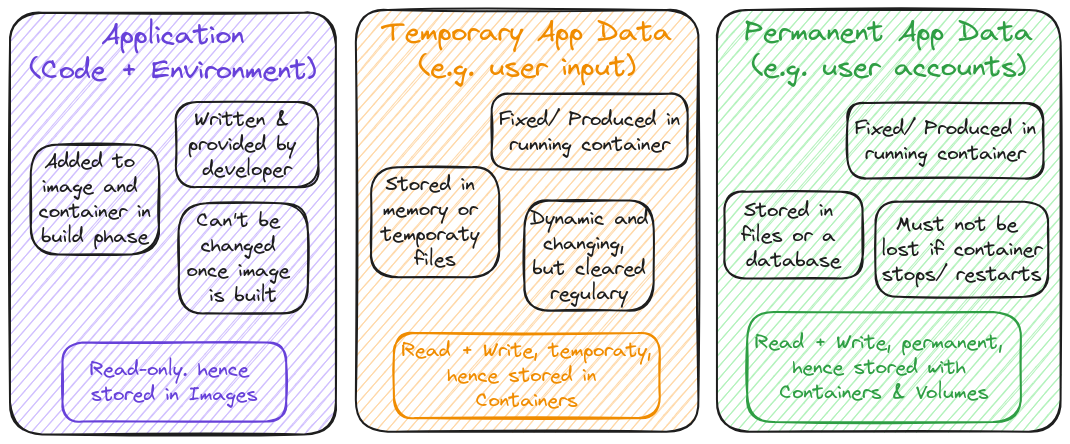 Application
(Code + Environment)
Written &
provided by
developer
Added to
image and
container in
build phase
Can't be
changed
once image
is built
Read-only. hence
stored in Images
Temporary App Data
(e.g. user input)
Fixed/ Produced in
running container
Stored in
memory or
temporaty
files
Dynamic and
changing,
but cleared
regulary
Read + Write, temporaty,
hence stored in
Containers
Permanent App Data
(e.g. user accounts)
Fixed/ Produced in
running container
Stored in
files or a
database
Must not be
lost if container
stops/ restarts
Read + Write, permanent,
hence stored with
Containers & Volumes